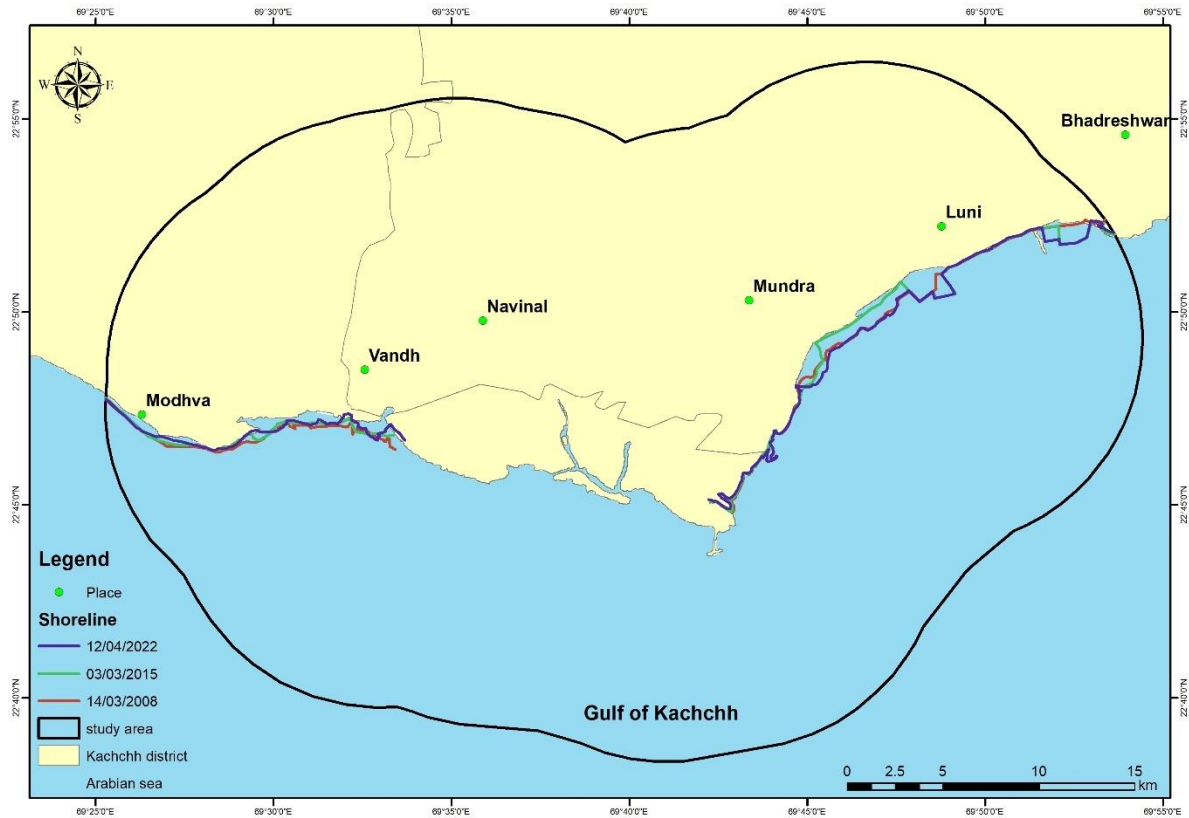 69°25'0"E 69°30'0"E 69°35'0"E 69°40'0"E 69°45'0"E 69°50'0"E 69°55'0"E
N
W E
S
22°55'0"N 22°55'0"N
Bhadreshwar
Luni
Mundra
22°50'0"N 22°50'0"N
Navinal
Vandh
Modhva
22°45'0"N 22°45'0"N
Legend
Place
Shoreline
12/04/2022
03/03/2015
14/03/2008
study area
Kachchh district
Arabian sea
22°40'0"N 22°40'0"N
Gulf of Kachchh
0 2.5 5 10 15
km
69°25'0"E 69°30'0"E 69°35'0"E 69°40'0"E 69°45'0"E 69°50'0"E 69°55'0"E